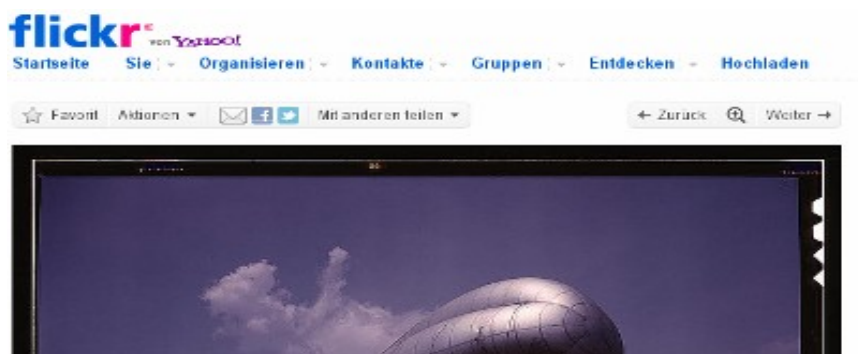 flickr von YAHOO!
Startseite Sie Organisieren Kontakte Gruppen Entdecken Hochladen
Favorit Aktionen Mit anderen teilen ← Zurück Weiter →